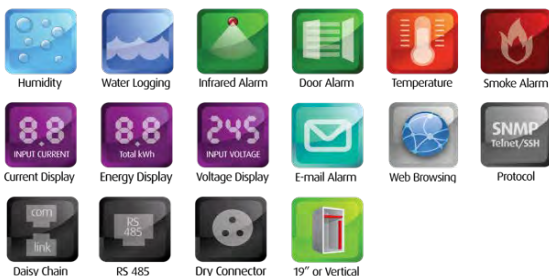 Humidity
Water Logging
Infrared Alarm
Door Alarm
Temperature
Smoke Alarm
8.8
INPUT CURRENT
8.8
Total kWh
245
INPUT VOLTAGE
SNMP
Telnet/SSH
Current Display
Energy Display
Voltage Display
E-mail Alarm
Web Browsing
Protocol
com
link
RS
485
Daisy Chain
RS 485
Dry Connector
19" or Vertical